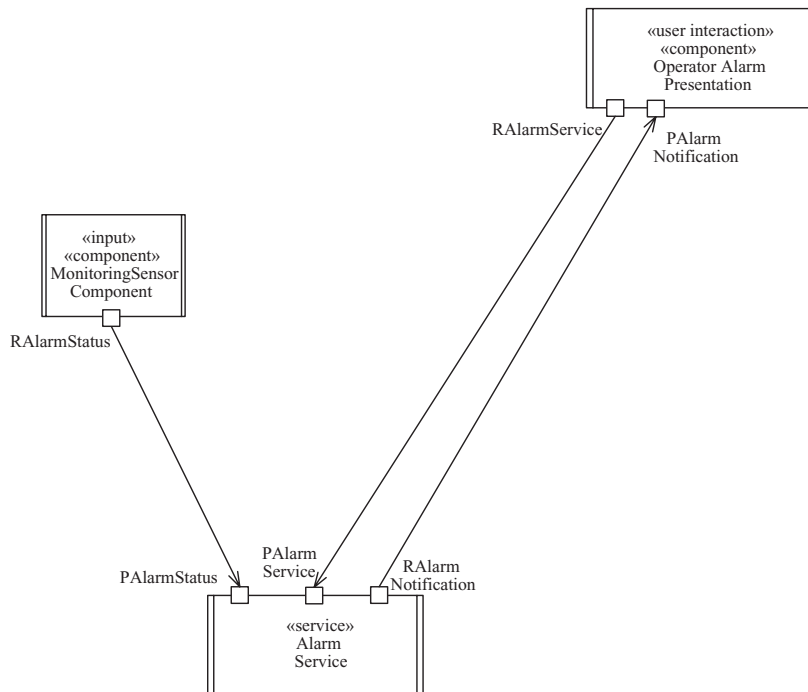 «user interaction»
«component»
Operator Alarm
Presentation
RAlarmService
PAlarm
Notification
«input»
«component»
MonitoringSensor
Component
RAlarmStatus
PAlarmStatus
PAlarm
Service
RAlarm
Notification
«service»
Alarm
Service